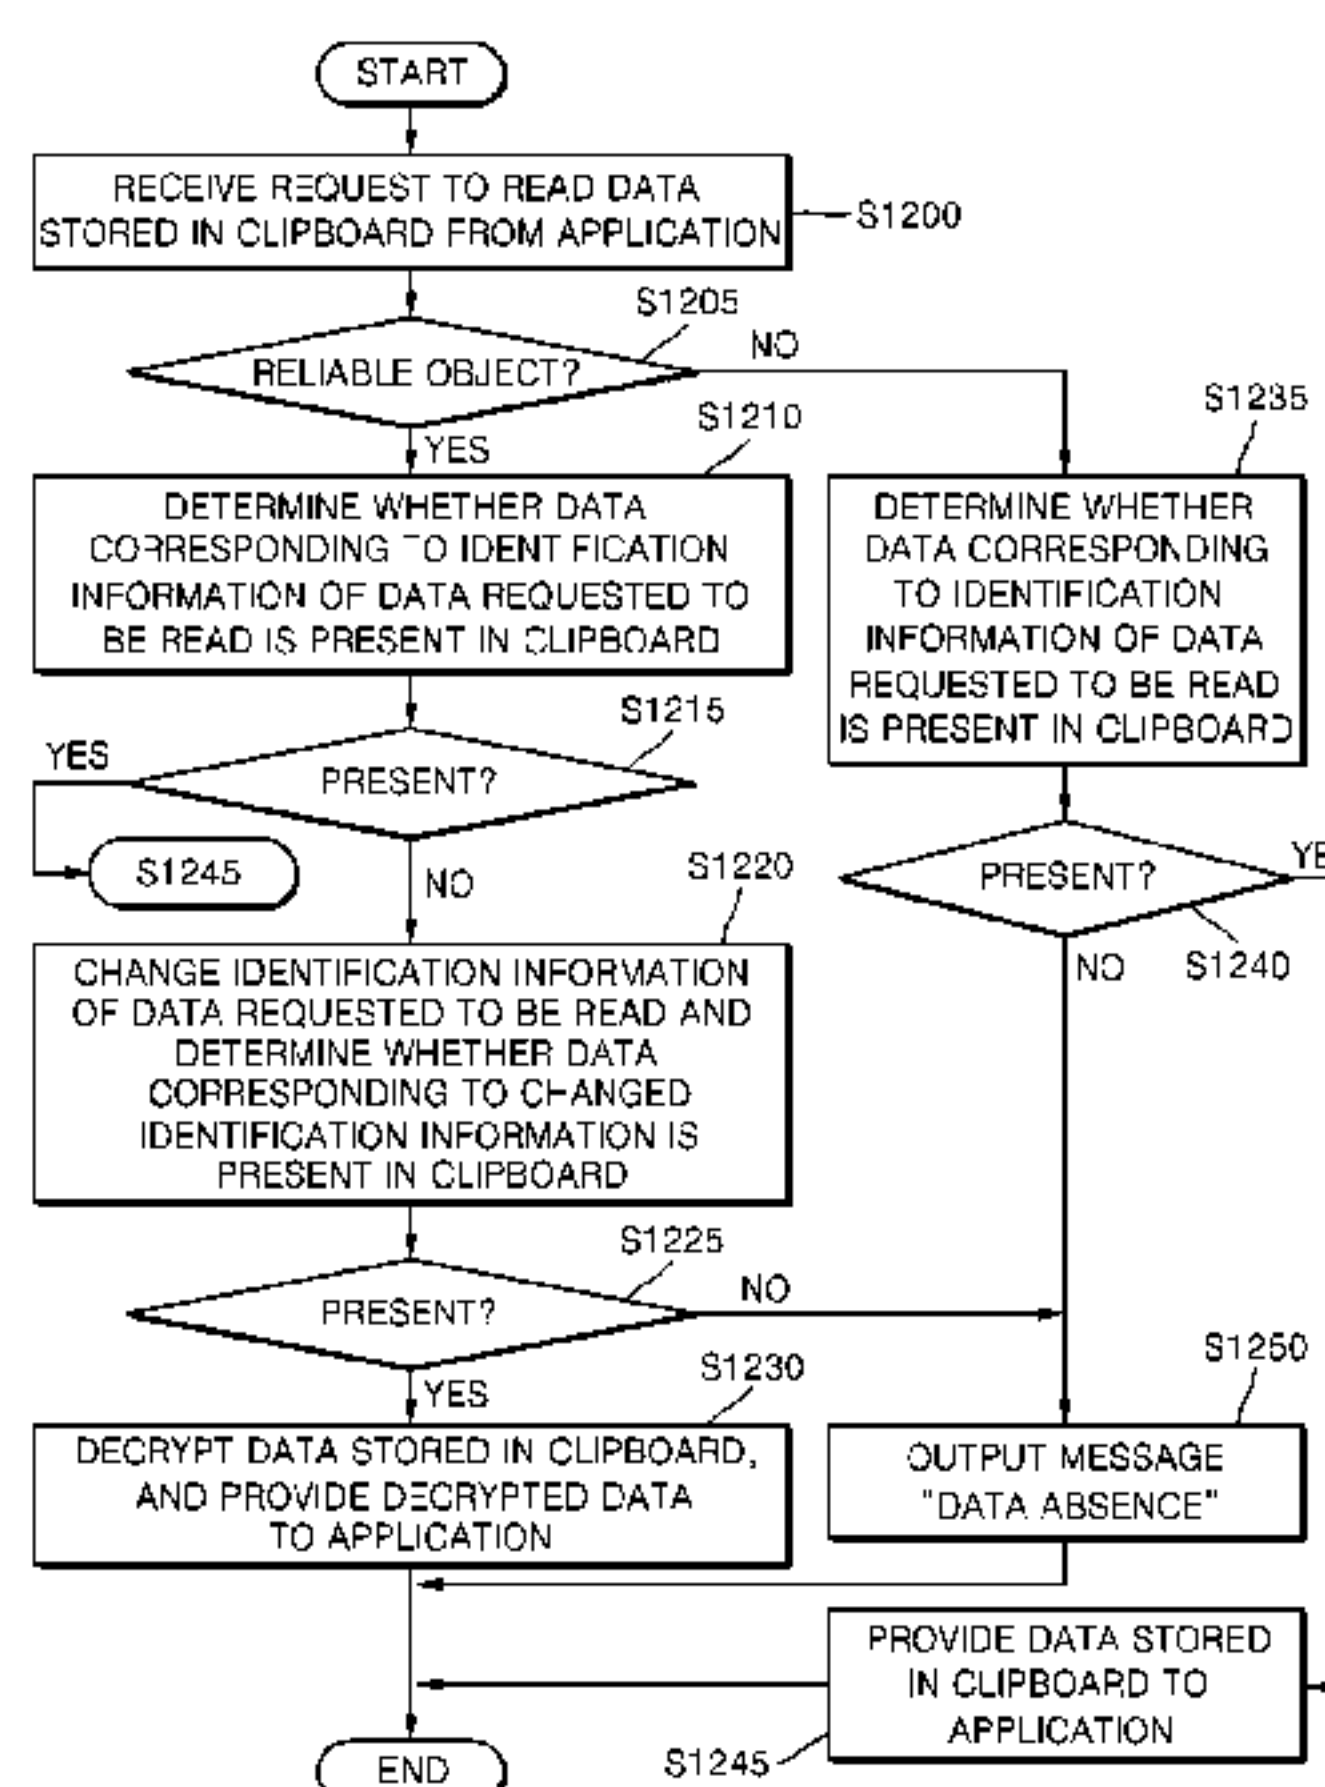 START
RECEIVE REQUEST TO READ DATA
STORED IN CLIPBOARD FROM APPLICATION
S1200
S1205
RELIABLE OBJECT?
NO
YES
S1210
DETERMINE WHETHER DATA
CORRESPONDING TO IDENTIFICATION
INFORMATION OF DATA REQUESTED TO
BE READ IS PRESENT IN CLIPBOARD
S1235
DETERMINE WHETHER
DATA CORRESPONDING
TO IDENTIFICATION
INFORMATION OF DATA
REQUESTED TO BE READ
IS PRESENT IN CLIPBOARD
S1215
YES
PRESENT?
S1245
NO
PRESENT?
YE
NO
S1240
S1220
CHANGE IDENTIFICATION INFORMATION
OF DATA REQUESTED TO BE READ AND
DETERMINE WHETHER DATA
CORRESPONDING TO CHANGED
IDENTIFICATION INFORMATION IS
PRESENT IN CLIPBOARD
S1225
PRESENT?
NO
YES
S1230
DECRYPT DATA STORED IN CLIPBOARD,
AND PROVIDE DECRYPTED DATA
TO APPLICATION
S1250
OUTPUT MESSAGE
"DATA ABSENCE"
PROVIDE DATA STORED
IN CLIPBOARD TO
APPLICATION
S1245
END